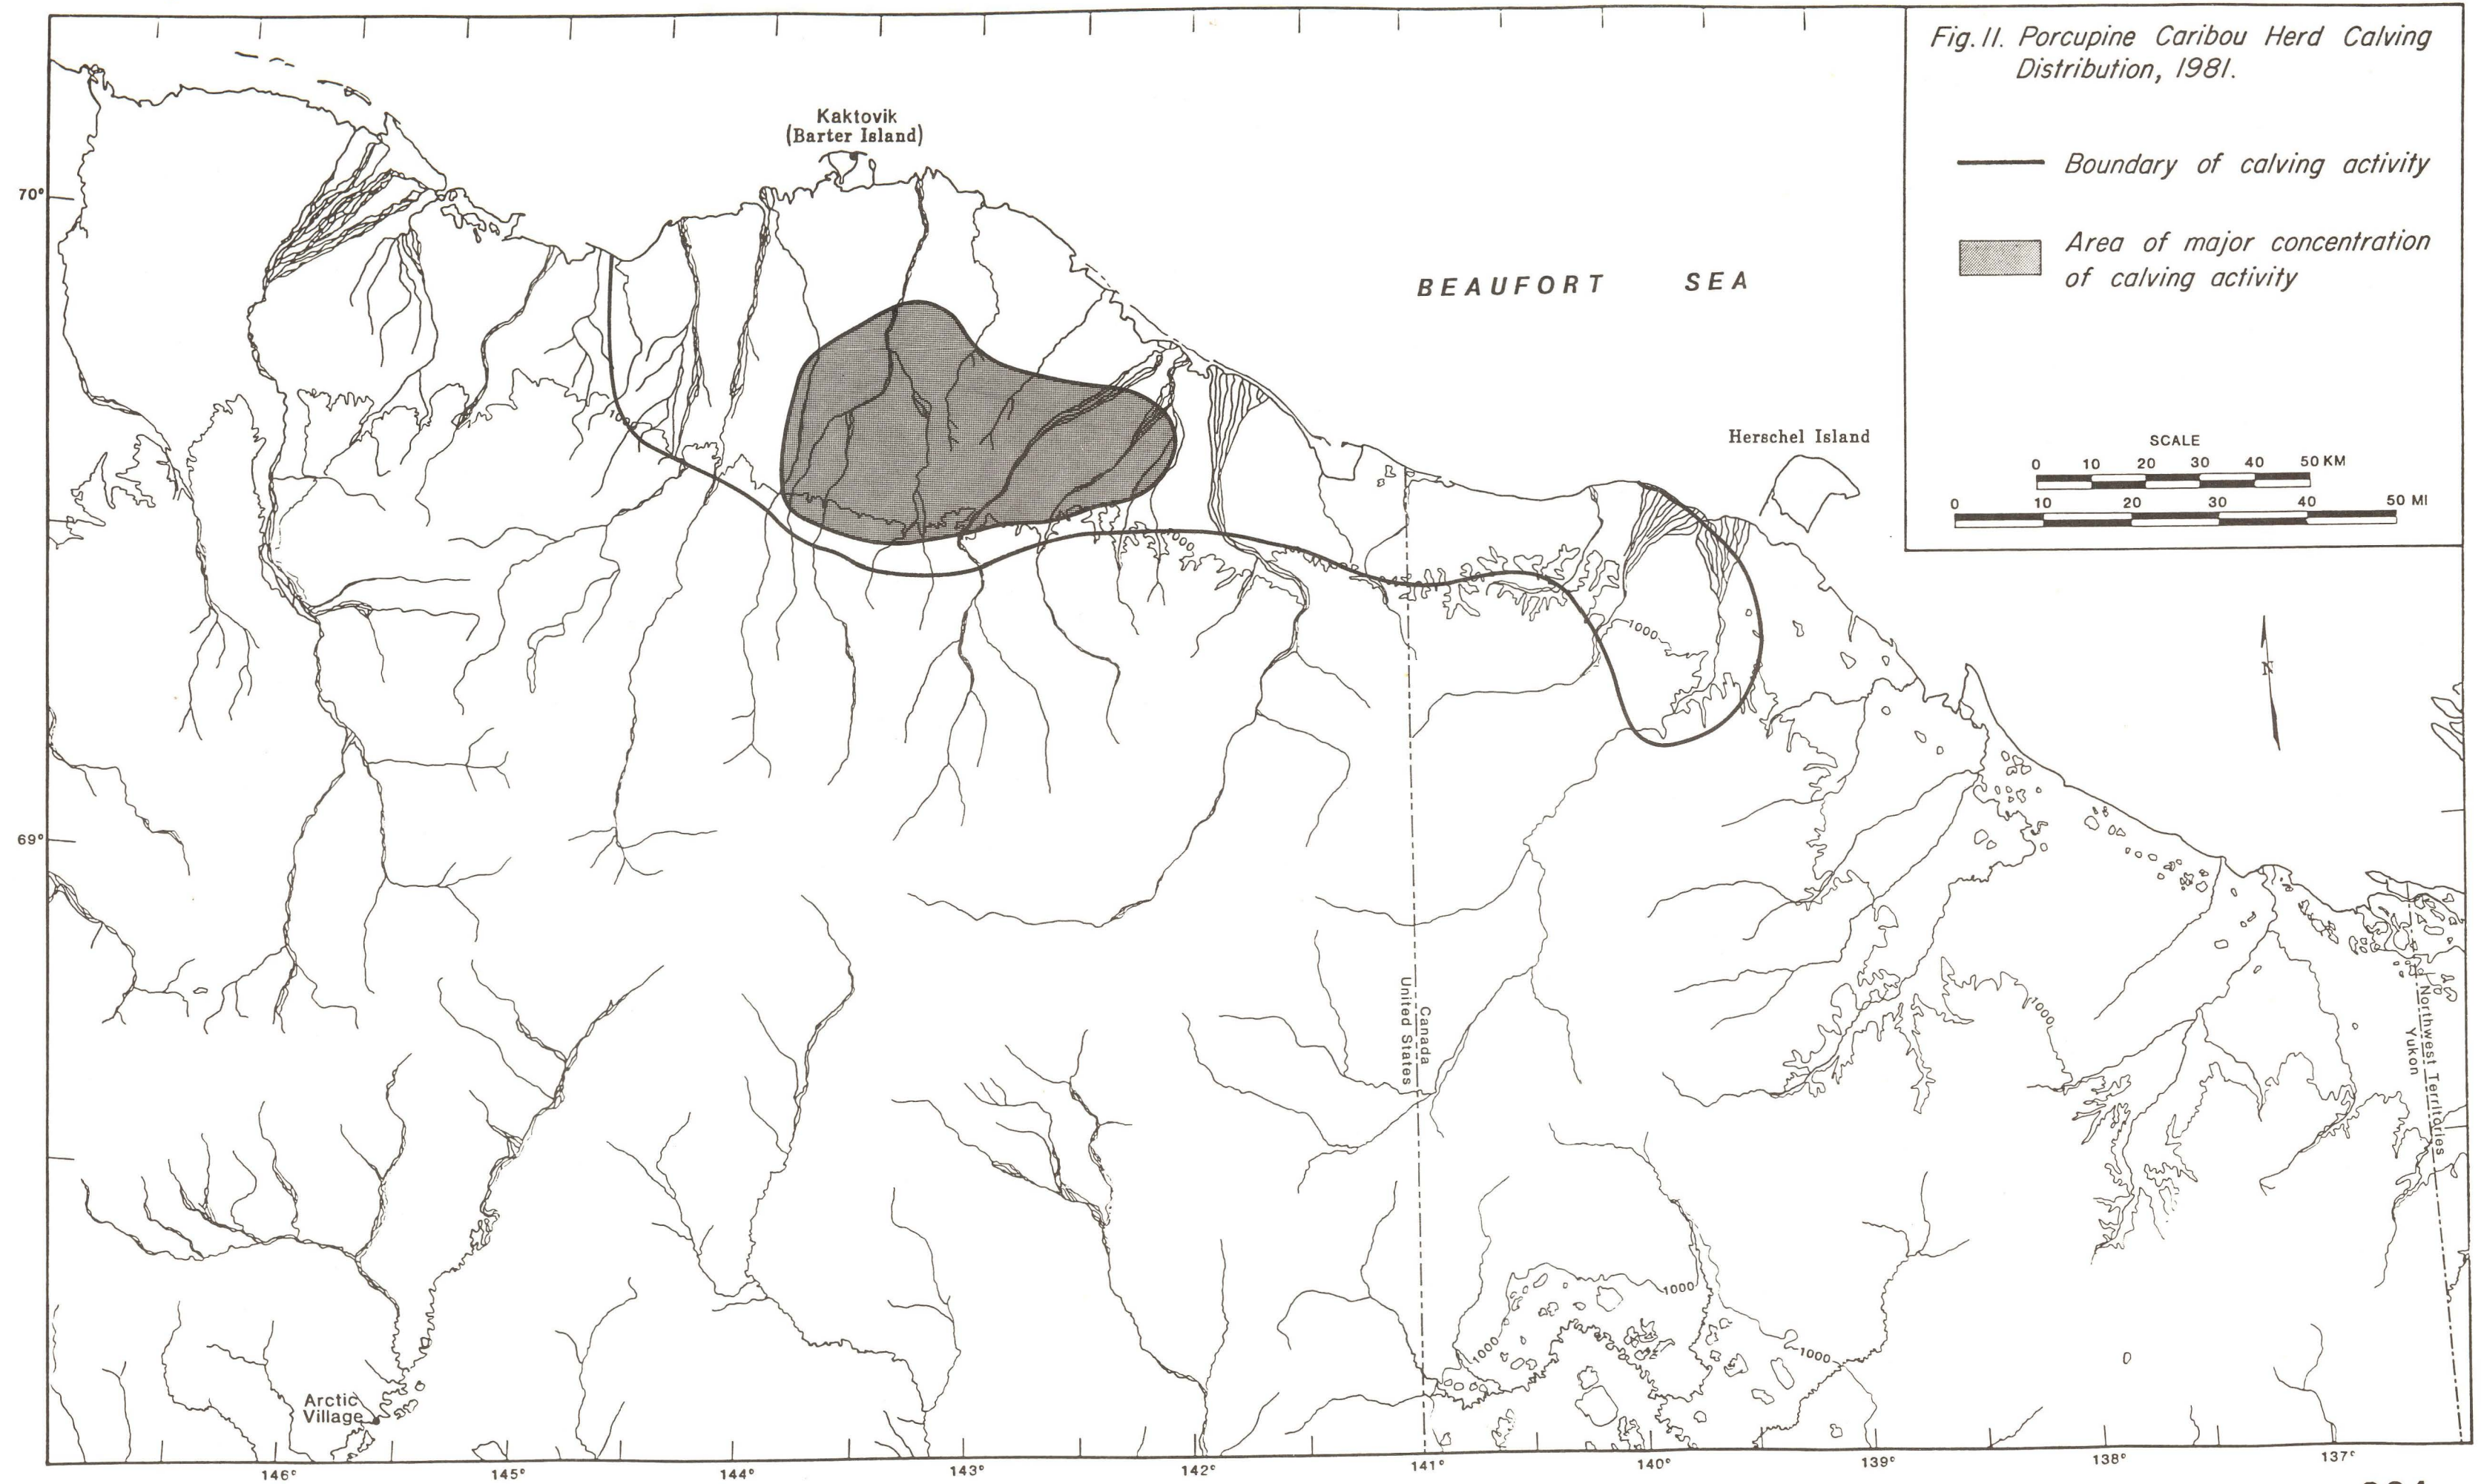 Fig. 11. Porcupine Caribou Herd Calving
Distribution, 1981.
Boundary of calving activity
Area of major concentration
of calving activity
SCALE
0 10 20 30 40 50 KM
0 10 20 30 40 50 MI
Kaktovik
(Barter Island)
70°
BEAUFORT SEA
Herschel Island
1000
1000
1000
N
69°
Canada
United States
1000
Northwest Territories
Yukon
1000
1000
1000
Arctic
Village
146° 145° 144° 143° 142° 141° 140° 139° 138° 137°